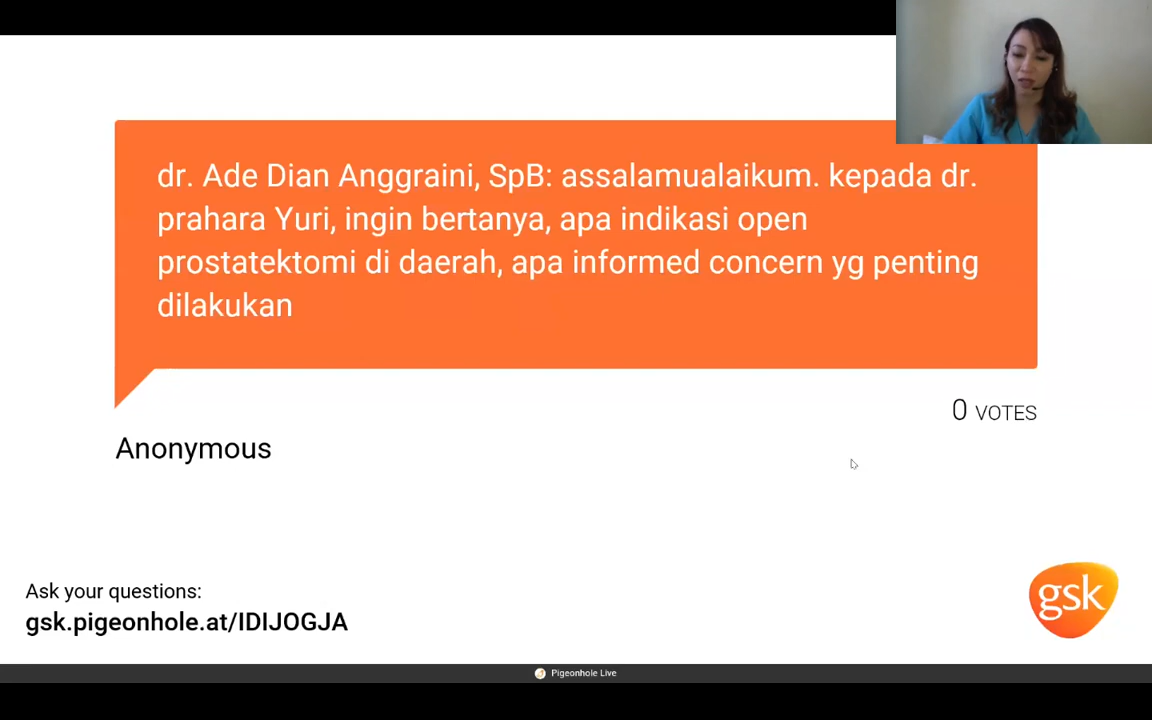 dr. Ade Dian Anggraini, SpB: assalamualaikum. kepada dr.
prahara Yuri, ingin bertanya, apa indikasi open
prostatektomi di daerah, apa informed concern yg penting
dilakukan
0 VOTES
Anonymous
Ask your questions:
gsk.pigeonhole.at/IDIJOGJA
gsk
Pigeonhole Live